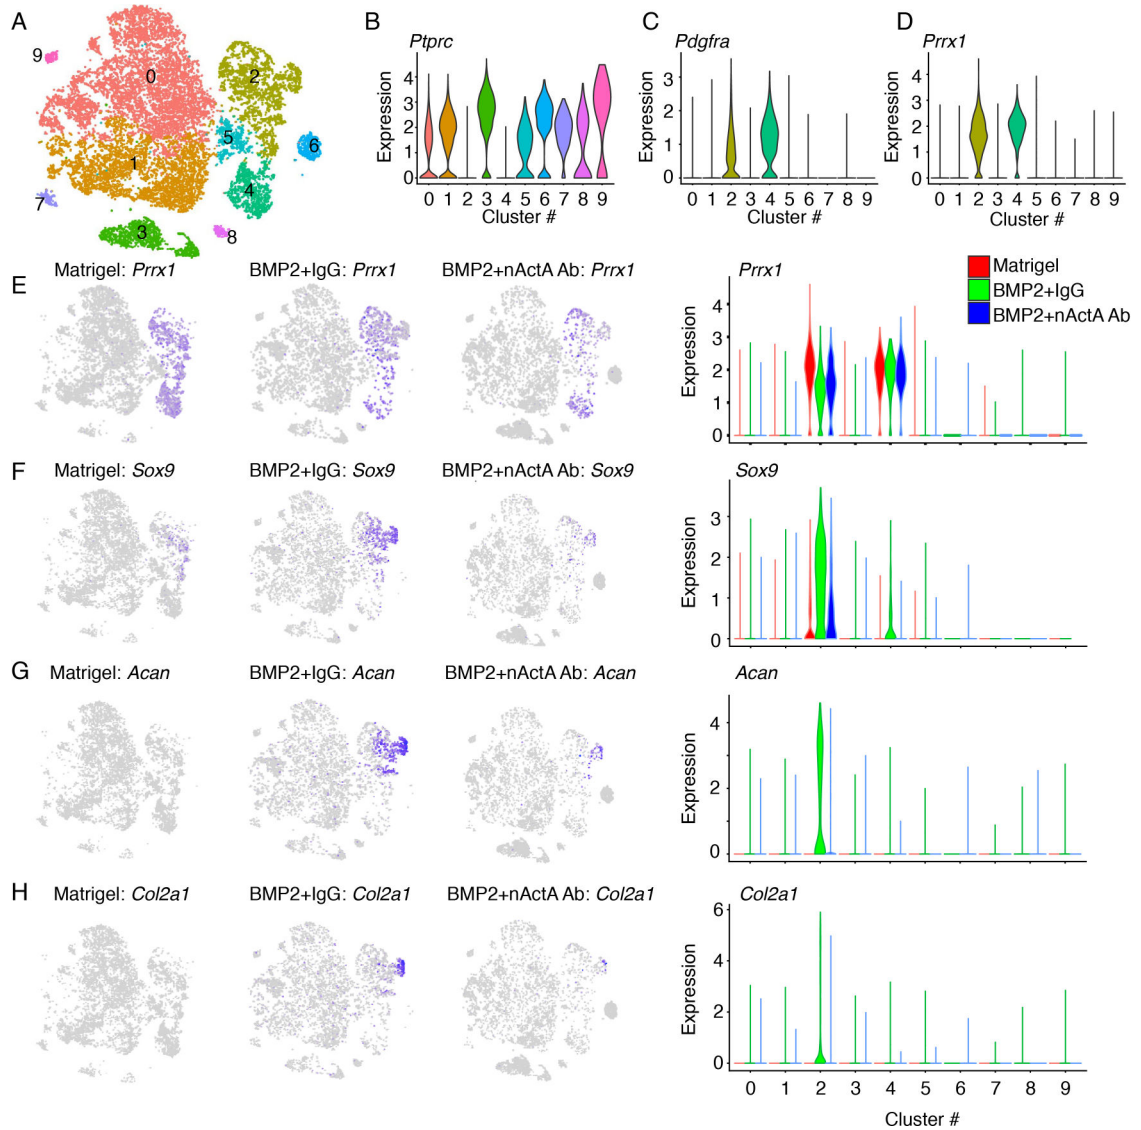 A
0
1
2
3
4
5
6
7
8
9
B
Ptprc
Expression
4
3
2
1
0
0 1 2 3 4 5 6 7 8 9
Cluster #
C
Pdgfra
Expression
3
2
1
0
0 1 2 3 4 5 6 7 8 9
Cluster #
D
Prrx1
Expression
4
3
2
1
0
0 1 2 3 4 5 6 7 8 9
Cluster #
E
Matrigel: Prrx1
BMP2+IgG: Prrx1
BMP2+nActA Ab: Prrx1
Prrx1
Matrigel
BMP2+IgG
BMP2+nActA Ab
Expression
4
3
2
1
0
F
Matrigel: Sox9
BMP2+IgG: Sox9
BMP2+nActA Ab: Sox9
Sox9
Expression
3
2
1
0
G
Matrigel: Acan
BMP2+IgG: Acan
BMP2+nActA Ab: Acan
Acan
Expression
4
2
0
H
Matrigel: Col2a1
BMP2+IgG: Col2a1
BMP2+nActA Ab: Col2a1
Col2a1
Expression
6
4
2
0
0 1 2 3 4 5 6 7 8 9
Cluster #